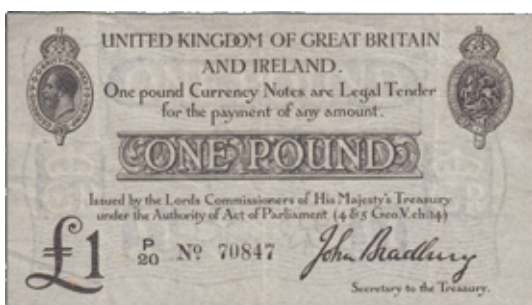 UNITED KINGDOM OF GREAT BRITAIN
AND IRELAND.
One pound Currency Notes are Legal Tender
for the payment of any amount.
ONE POUND
Issued by the Lords Commissioners of His Majesty's Treasury
under the Authority of Act of Parliament (4 & 5 Geo.V.ch.14)
£1
P/20 No 70847
John Bradbury
Secretary to the Treasury.